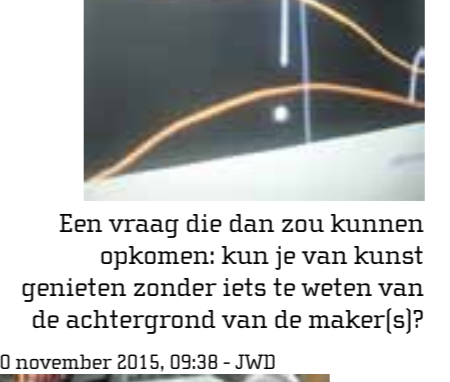 Een vraag die dan zou kunnen
opkomen: kun je van kunst
genieten zonder iets te weten van
de achtergrond van de maker(s)?
0 november 2015, 09:38 - JWD